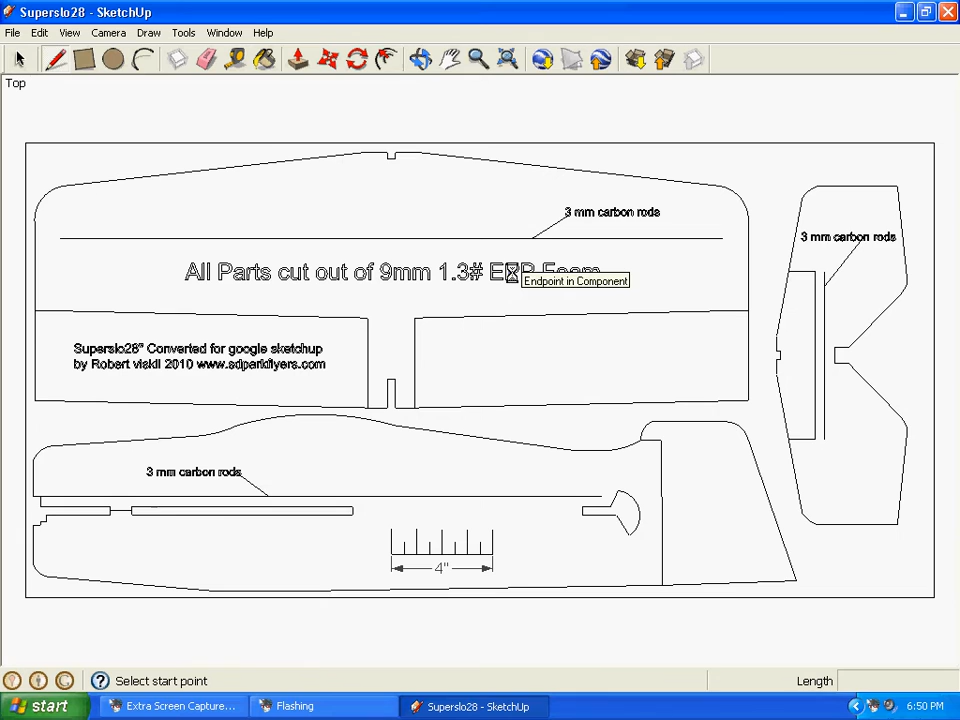 Superslo28 - SketchUp
File Edit View Camera Draw Tools Window Help
Top
3 mm carbon rods
3 mm carbon rods
All Parts cut out of 9mm 1.3# EPP Foam
Endpoint in Component
Superslo28" Converted for google sketchup
by Robert viskil 2010 www.sdparkflyers.com
3 mm carbon rods
4"
Select start point
Length
start Extra Screen Capture... Flashing Superslo28 - SketchUp 6:50 PM